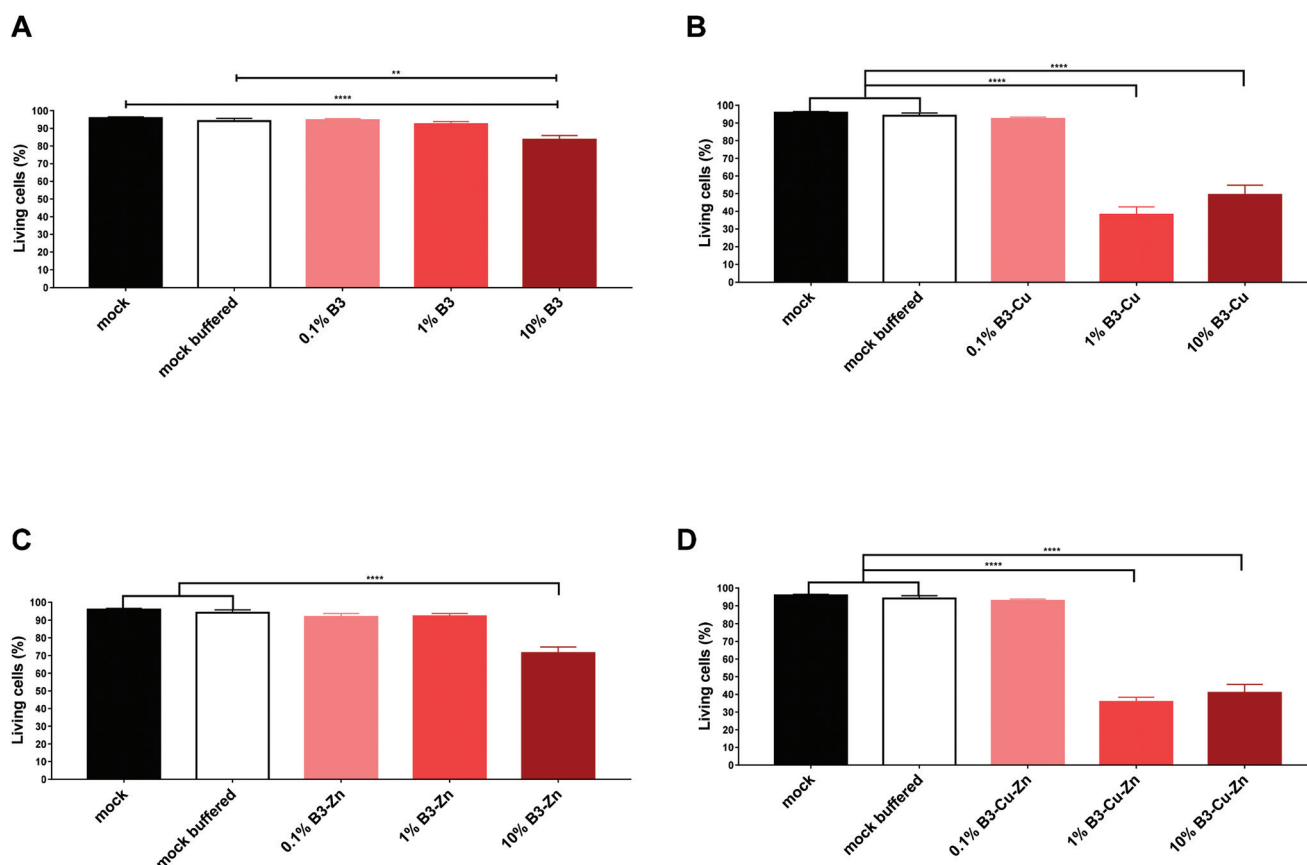 A
**
****
100
90
80
70
60
50
40
30
20
10
0
Living cells (%)
mock
mock buffered
0.1% B3
1% B3
10% B3
B
****
****
100
90
80
70
60
50
40
30
20
10
0
Living cells (%)
mock
mock buffered
0.1% B3-Cu
1% B3-Cu
10% B3-Cu
C
****
100
90
80
70
60
50
40
30
20
10
0
Living cells (%)
mock
mock buffered
0.1% B3-Zn
1% B3-Zn
10% B3-Zn
D
****
****
100
90
80
70
60
50
40
30
20
10
0
Living cells (%)
mock
mock buffered
0.1% B3-Cu-Zn
1% B3-Cu-Zn
10% B3-Cu-Zn